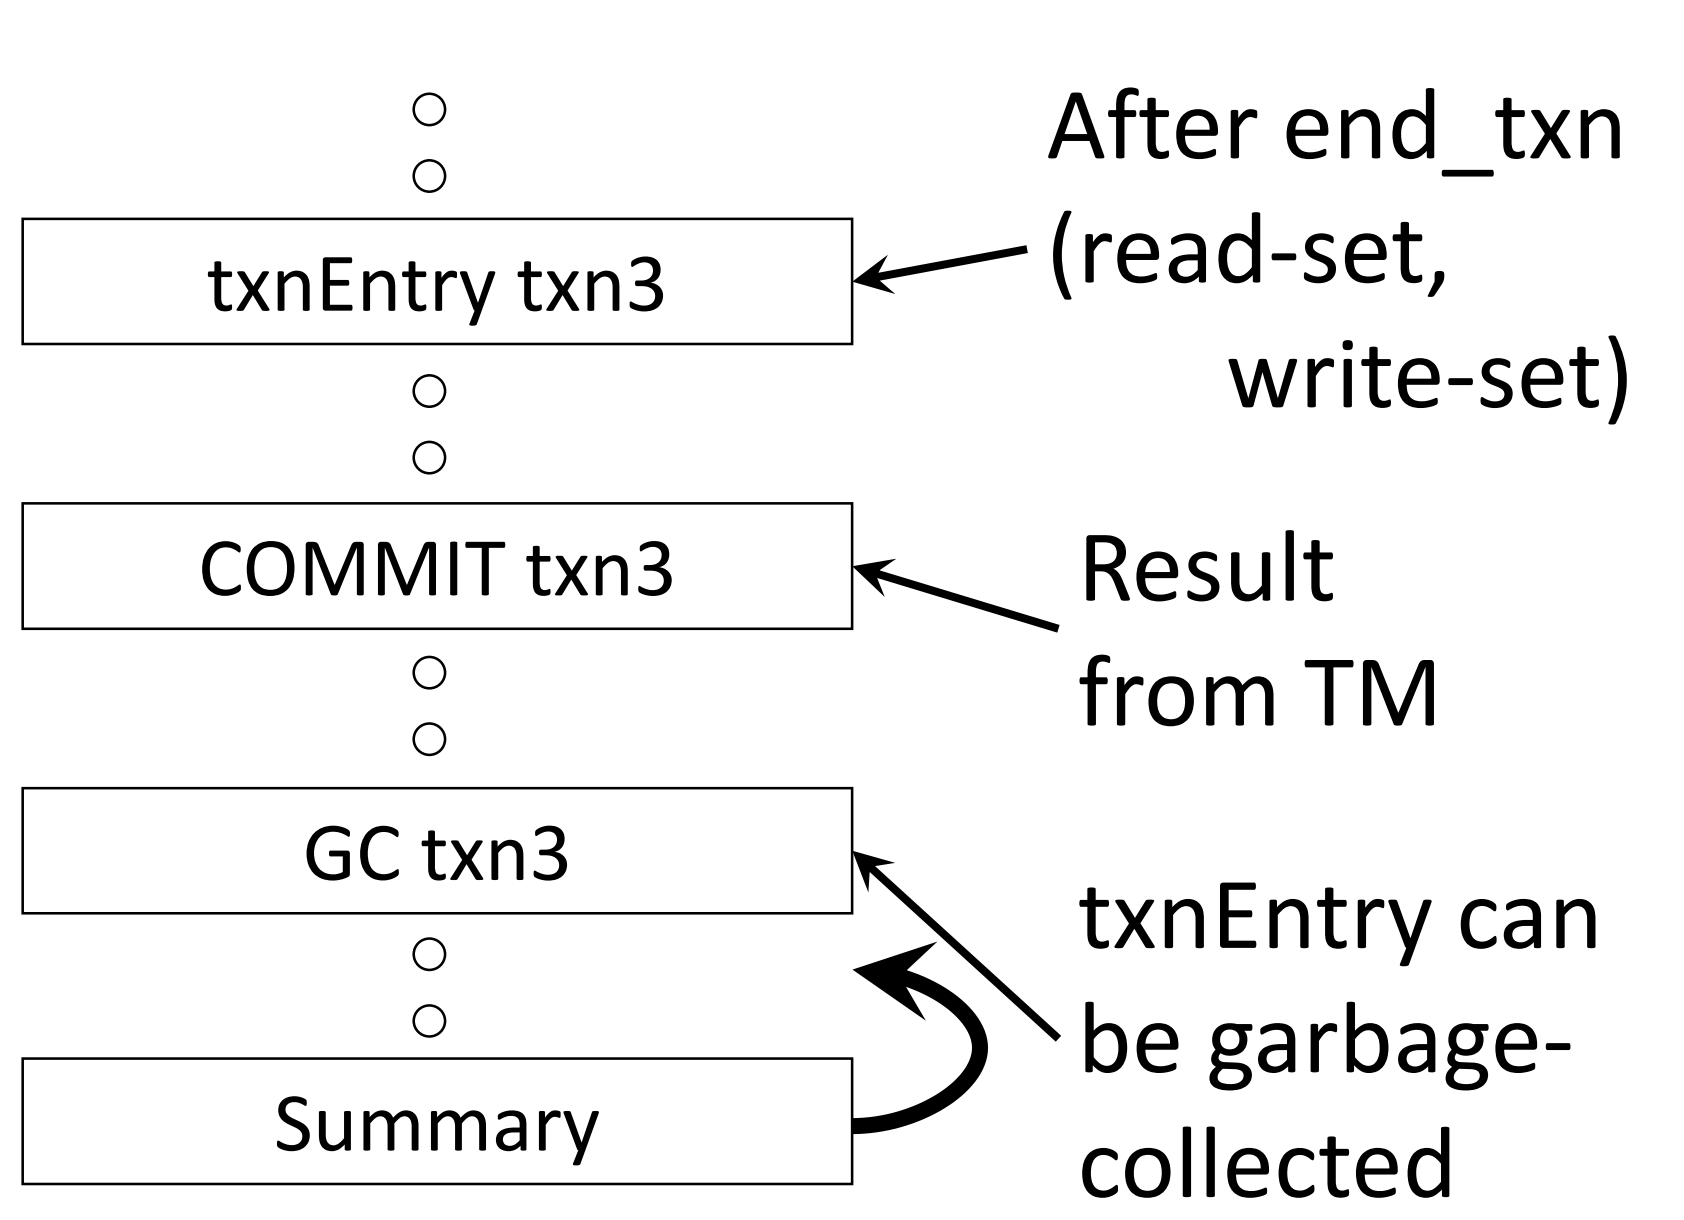 After end_txn
(read-set,
write-set)
txnEntry txn3
COMMIT txn3
Result
from TM
GC txn3
txnEntry can
be garbage-
collected
Summary